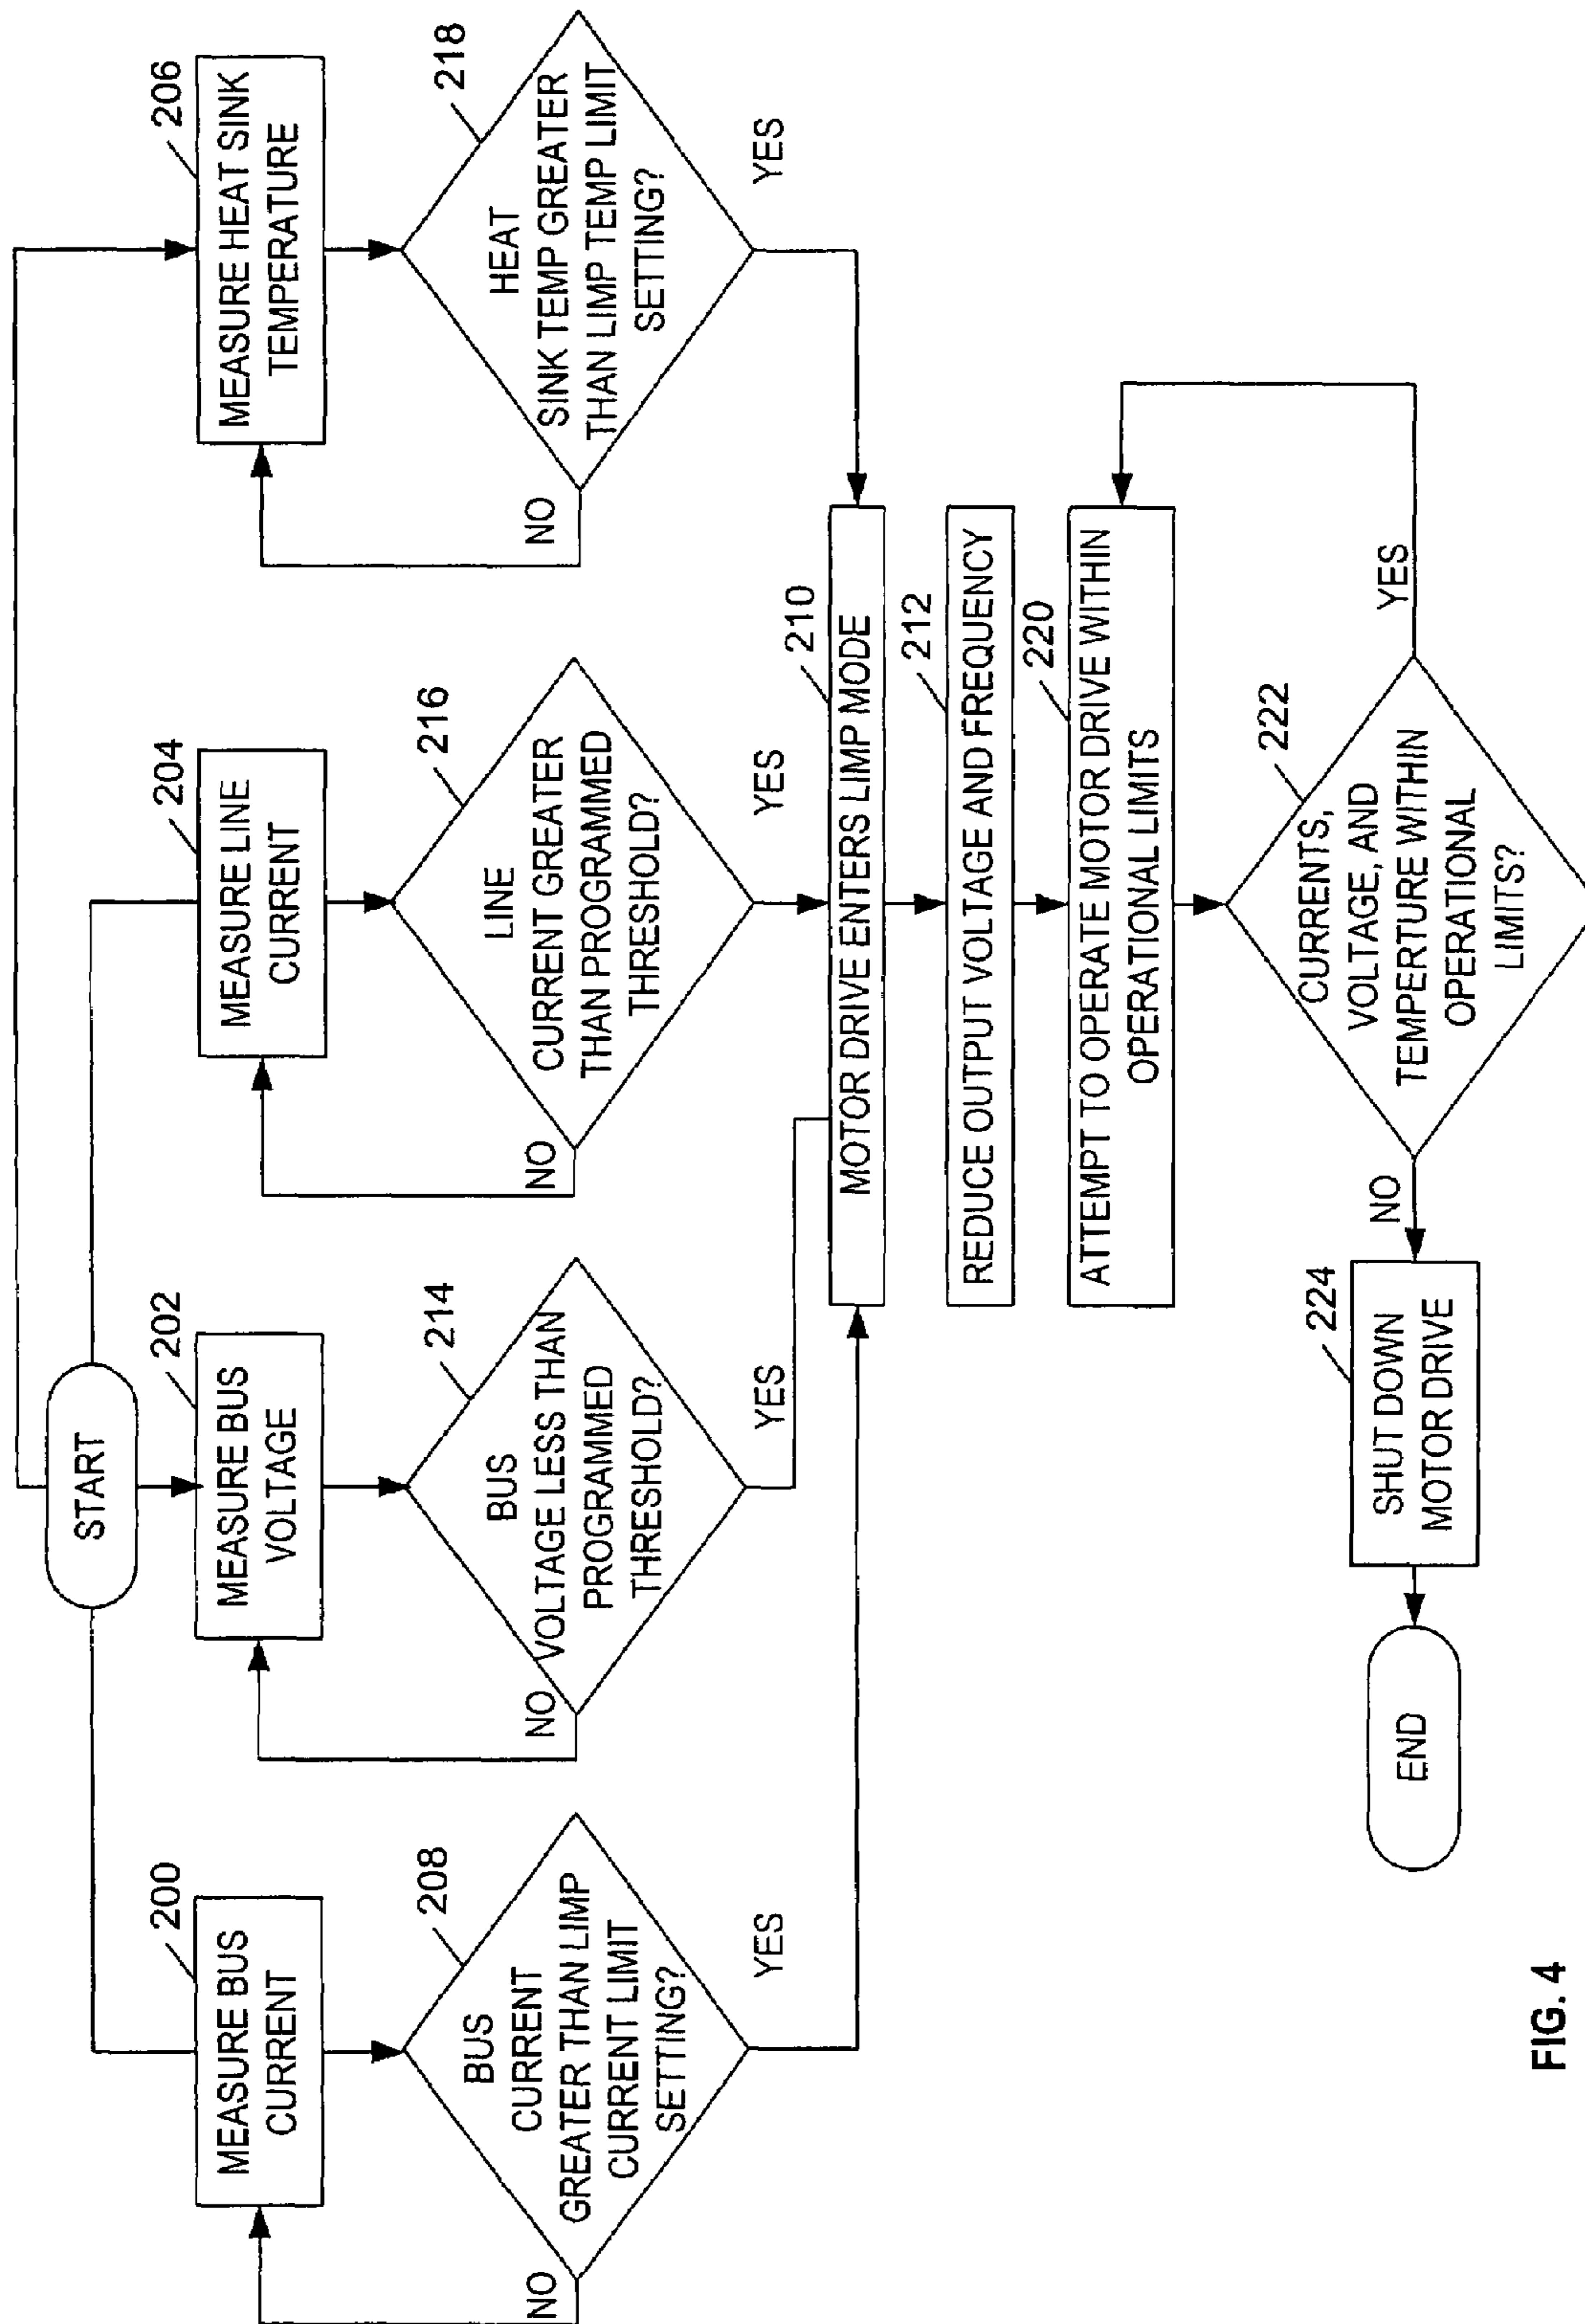 START
200
MEASURE BUS
CURRENT
202
MEASURE BUS
VOLTAGE
204
MEASURE LINE
CURRENT
206
MEASURE HEAT SINK
TEMPERATURE
208
BUS
CURRENT
GREATER THAN LIMP
CURRENT LIMIT
SETTING?
NO
YES
214
BUS
VOLTAGE LESS THAN
PROGRAMMED
THRESHOLD?
NO
YES
216
LINE
CURRENT GREATER
THAN PROGRAMMED
THRESHOLD?
NO
YES
218
HEAT
SINK TEMP GREATER
THAN LIMP TEMP LIMIT
SETTING?
NO
YES
210
MOTOR DRIVE ENTERS LIMP MODE
212
REDUCE OUTPUT VOLTAGE AND FREQUENCY
220
ATTEMPT TO OPERATE MOTOR DRIVE WITHIN
OPERATIONAL LIMITS
222
CURRENTS,
VOLTAGE, AND
TEMPERTURE WITHIN
OPERATIONAL
LIMITS?
NO
YES
224
SHUT DOWN
MOTOR DRIVE
END
FIG. 4